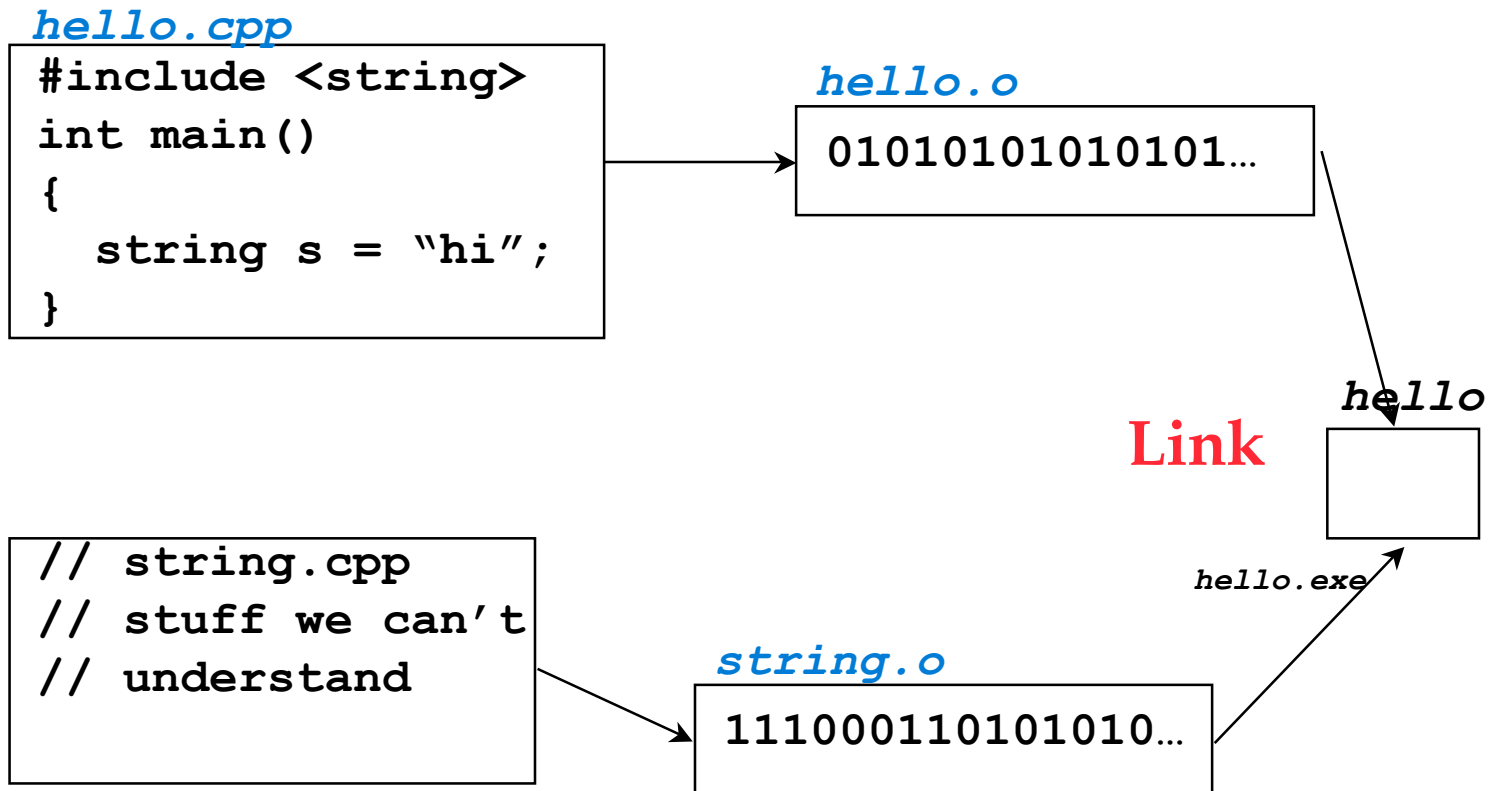 hello.cpp
#include <string>
int main()
{
string s = “hi”;
}
hello.o
01010101010101…
hello
Link
hello.exe
// string.cpp
// stuff we can’t
// understand
string.o
111000110101010…